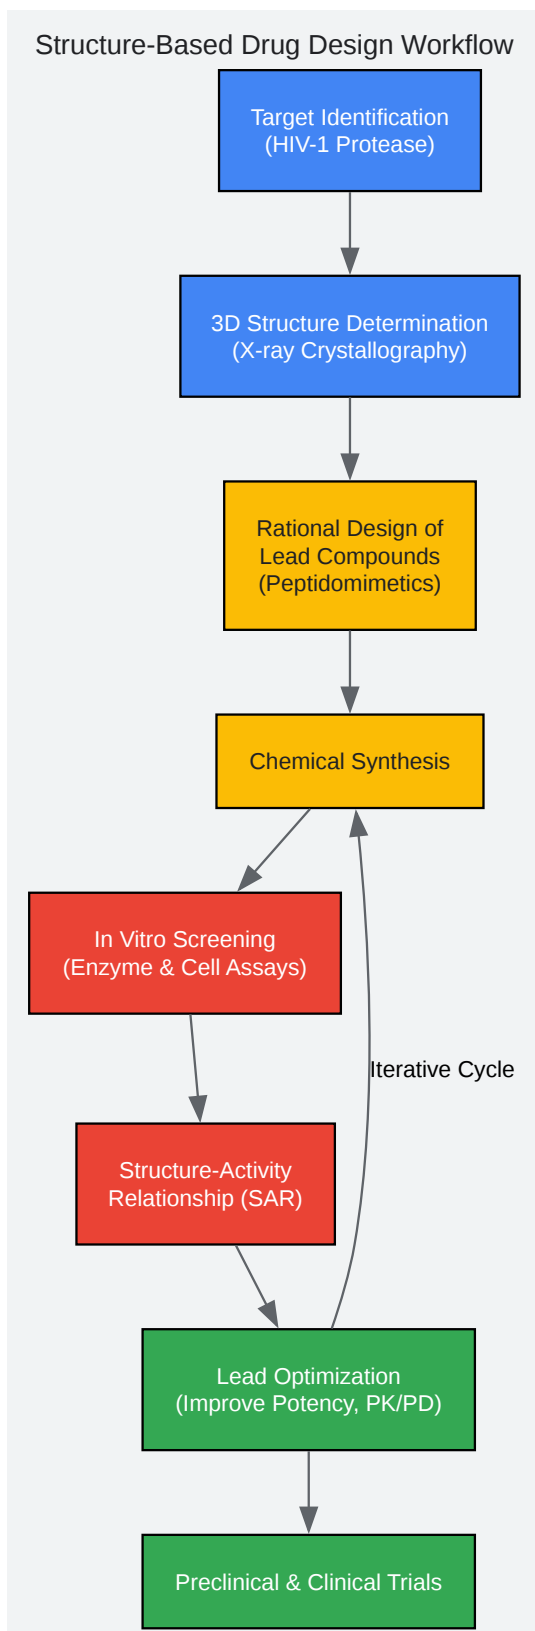 Structure-Based Drug Design Workflow
Target Identification
(HIV-1 Protease)
3D Structure Determination
(X-ray Crystallography)
Rational Design of
Lead Compounds
(Peptidomimetics)
Chemical Synthesis
In Vitro Screening
(Enzyme & Cell Assays)
Iterative Cycle
Structure-Activity
Relationship (SAR)
Lead Optimization
(Improve Potency, PK/PD)
Preclinical & Clinical Trials